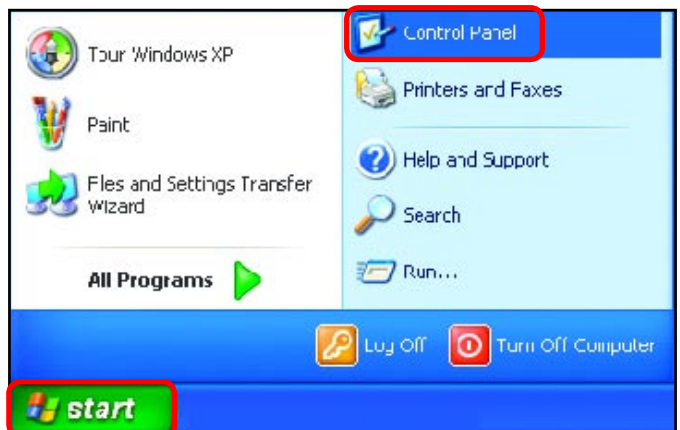 Tour Windows XP
Paint
Files and Settings Transfer
Wizard
All Programs
Control Panel
Printers and Faxes
Help and Support
Search
Run...
Log Off
Turn Off Computer
start